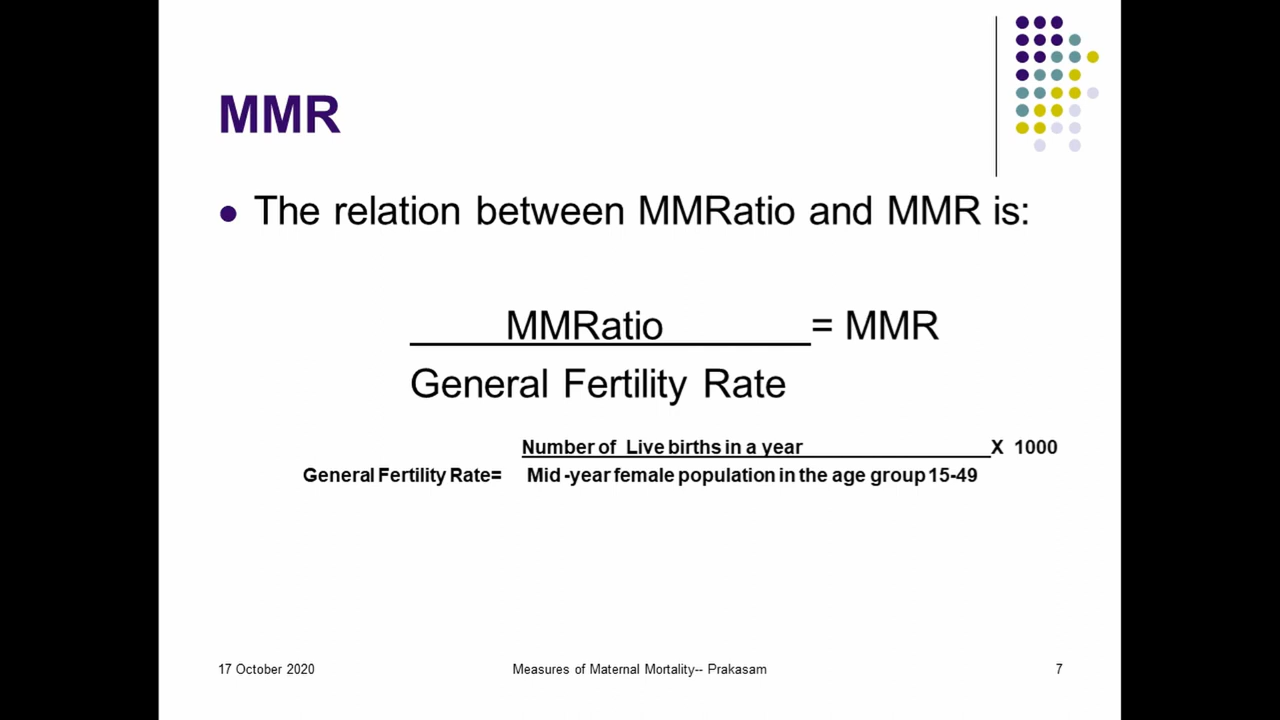 MMR
The relation between MMRatio and MMR is:
MMRatio = MMR
General Fertility Rate
Number of Live births in a year X 1000
General Fertility Rate= Mid -year female population in the age group 15-49
17 October 2020 Measures of Maternal Mortality-- Prakasam 7